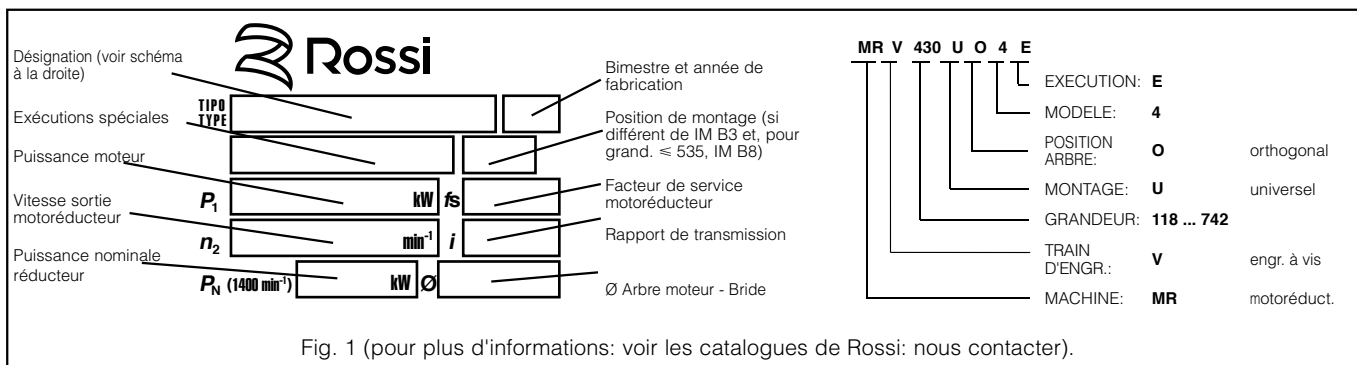 Rossi
Désignation (voir schéma
à la droite)
Exécutions spéciales
Puissance moteur
Vitesse sortie
motoréducteur
Puissance nominale
réducteur
TIPO
TYPE
P1 kW fs
n2 min-1 i
PN (1400 min-1) kW Ø
Bimestre et année de
fabrication
Position de montage (si
différent de IM B3 et, pour
grand. ≤ 535, IM B8)
Facteur de service
motoréducteur
Rapport de transmission
Ø Arbre moteur - Bride
MR V 430 U O 4 E
EXECUTION: E
MODELE: 4
POSITION
ARBRE: O orthogonal
MONTAGE: U universel
GRANDEUR: 118 ... 742
TRAIN
D'ENGR.: V engr. à vis
MACHINE: MR motoréduct.
Fig. 1 (pour plus d'informations: voir les catalogues de Rossi: nous contacter).